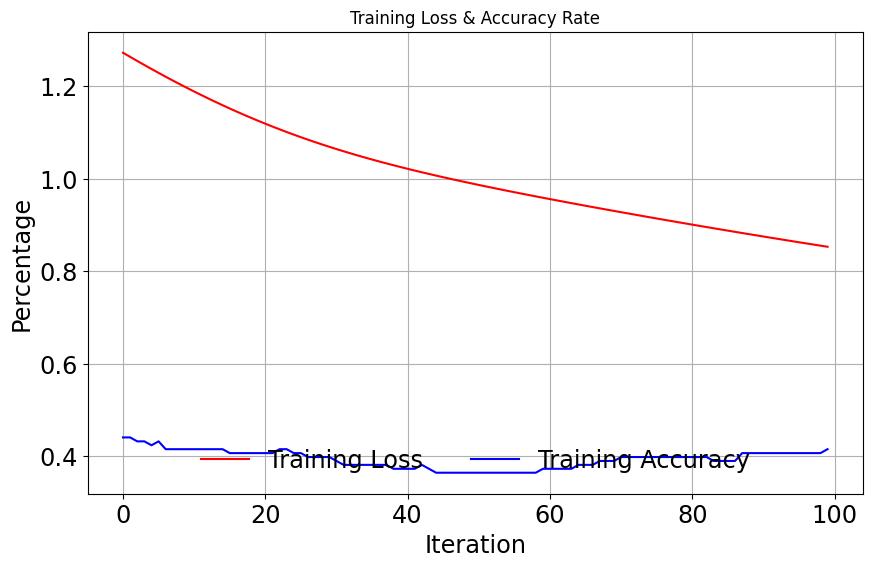 Training Loss & Accuracy Rate
Percentage
1.2
1.0
0.8
0.6
0.4
Training Loss Training Accuracy
0 20 40 60 80 100
Iteration